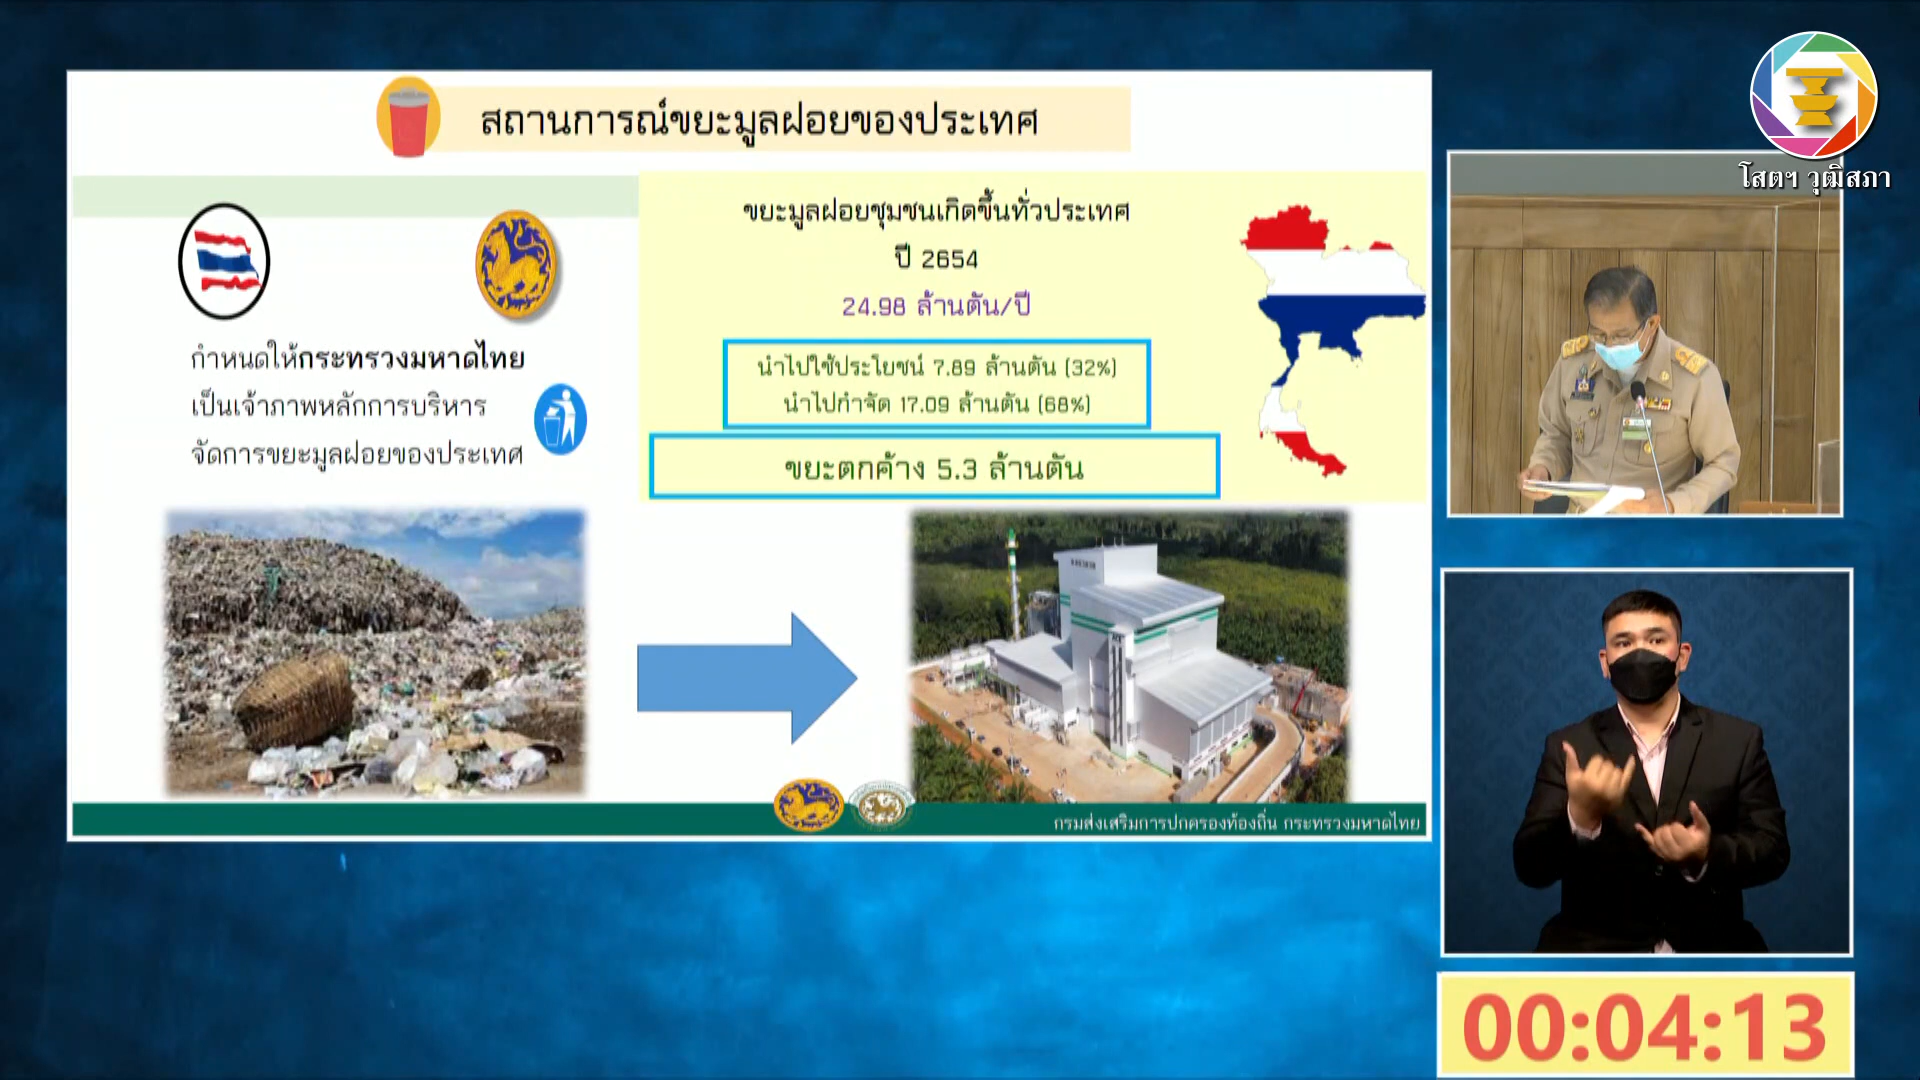 สถานการณ์ขยะมูลฝอยของประเทศ
โสตฯ วุฒิสภา
กำหนดให้กระทรวงมหาดไทย
เป็นเจ้าภาพหลักการบริหาร
จัดการขยะมูลฝอยของประเทศ
ขยะมูลฝอยชุมชนเกิดขึ้นทั่วประเทศ
ปี 2654
24.98 ล้านตัน/ปี
นำไปใช้ประโยชน์ 7.89 ล้านตัน (32%)
นำไปกำจัด 17.09 ล้านตัน (68%)
ขยะตกค้าง 5.3 ล้านตัน
กรมส่งเสริมการปกครองท้องถิ่น กระทรวงมหาดไทย
00:04:13